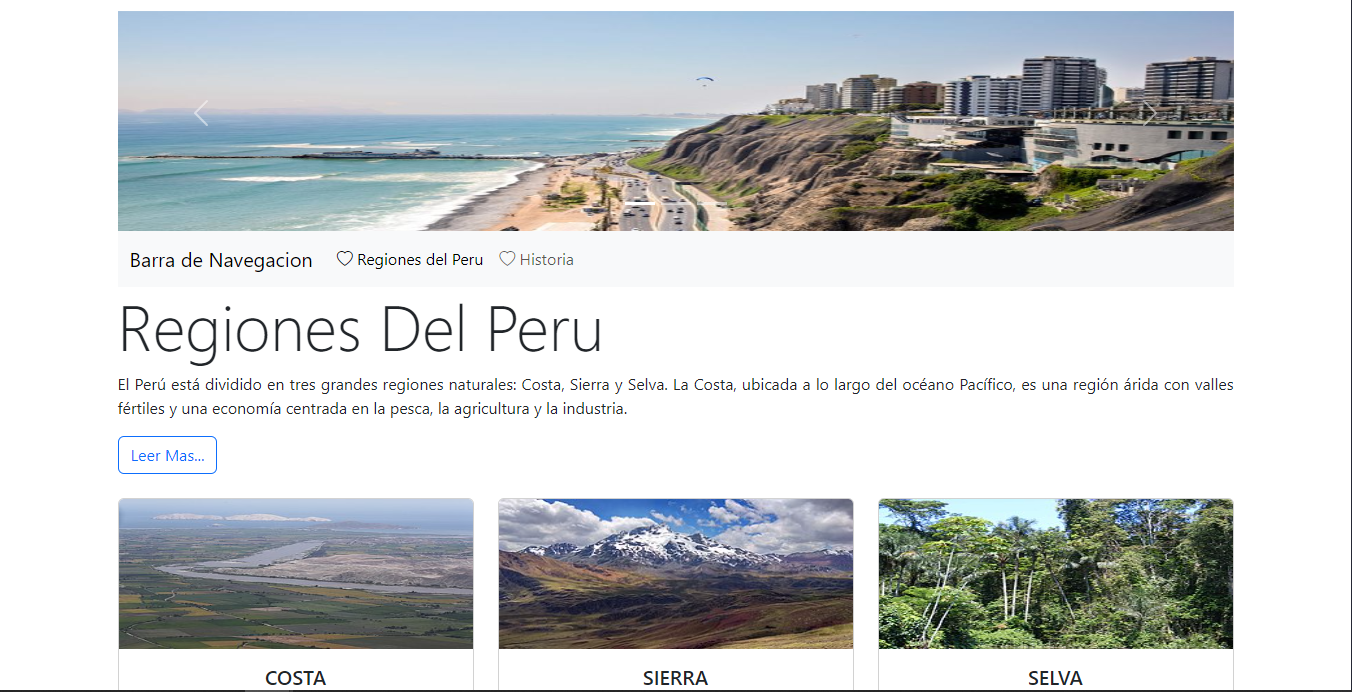 Barra de Navegacion Regiones del Peru Historia
Regiones Del Peru
El Perú está dividido en tres grandes regiones naturales: Costa, Sierra y Selva. La Costa, ubicada a lo largo del océano Pacífico, es una región árida con valles
fértiles y una economía centrada en la pesca, la agricultura y la industria.
Leer Mas...
COSTA SIERRA SELVA